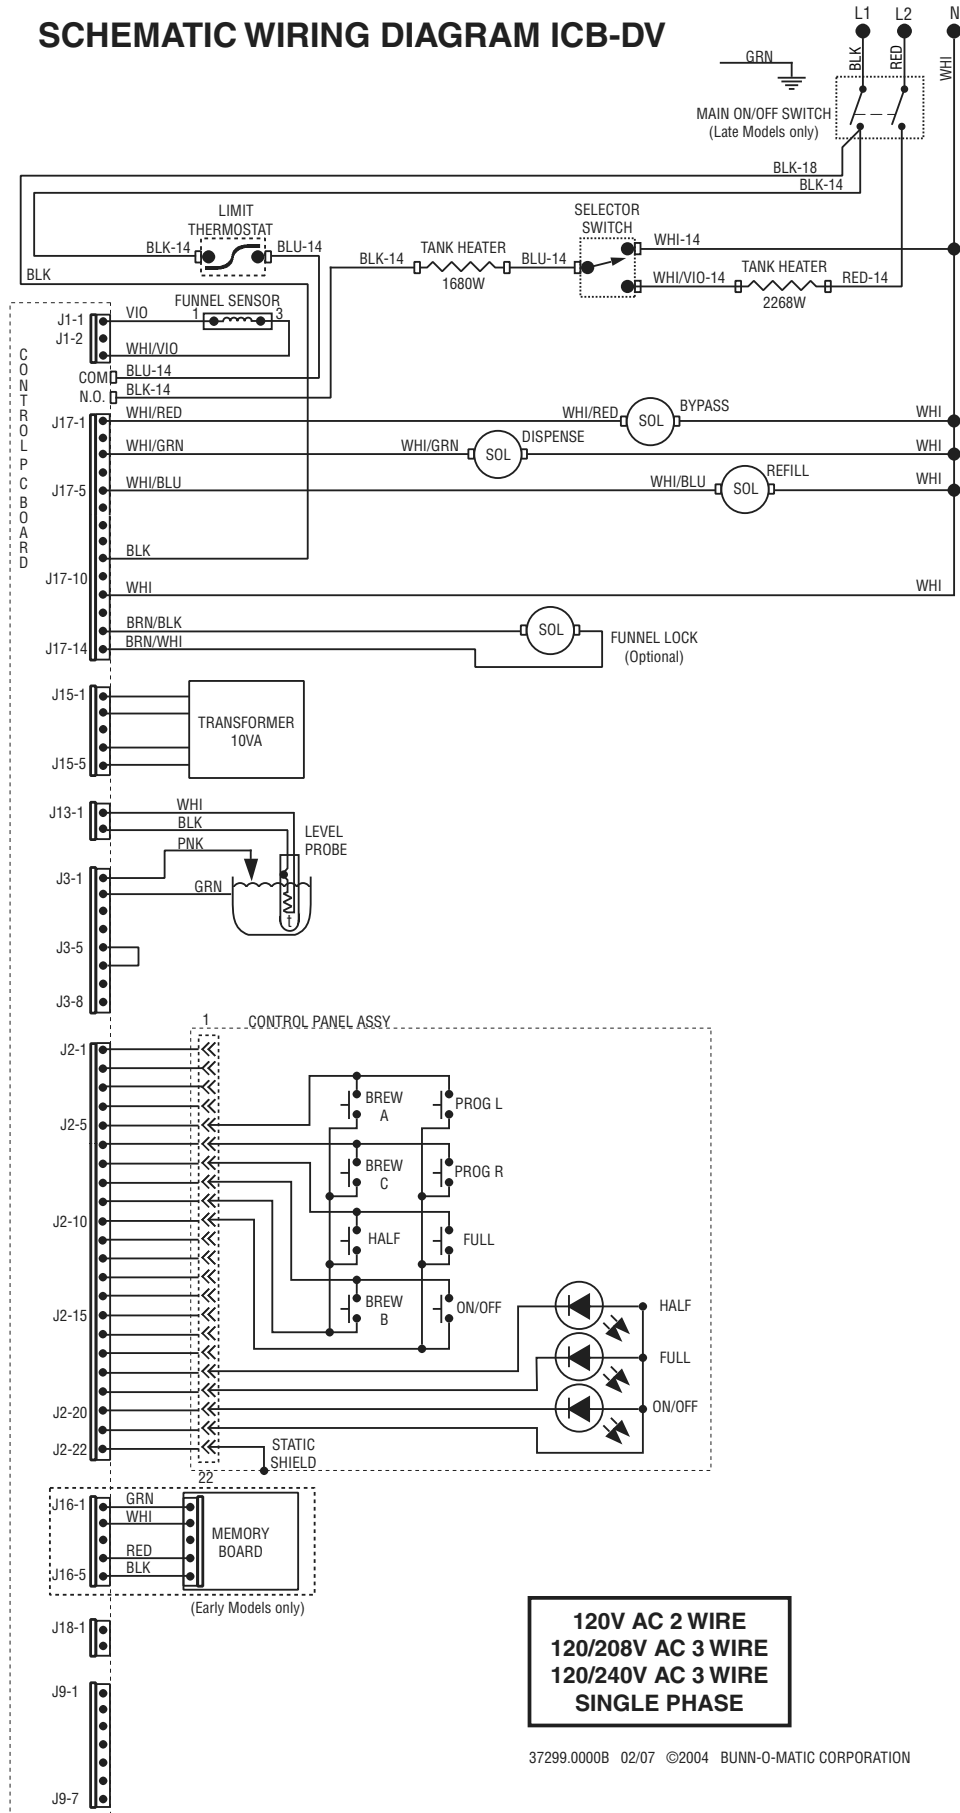 SCHEMATIC WIRING DIAGRAM ICB-DV
L1
L2
N
GRN
BLK
RED
WHI
MAIN ON/OFF SWITCH
(Late Models only)
BLK-18
BLK-14
LIMIT
THERMOSTAT
BLK-14
BLU-14
BLK
SELECTOR
SWITCH
WHI-14
BLK-14
TANK HEATER
1680W
BLU-14
WHI/VIO-14
TANK HEATER
2268W
RED-14
FUNNEL SENSOR
J1-1
VIO
1
3
J1-2
WHI/VIO
COM
BLU-14
N.O.
BLK-14
CONTROL PC BOARD
J17-1
WHI/RED
WHI/RED
SOL
BYPASS
WHI
WHI/GRN
WHI/GRN
SOL
DISPENSE
WHI
J17-5
WHI/BLU
WHI/BLU
SOL
REFILL
WHI
BLK
J17-10
WHI
WHI
BRN/BLK
SOL
FUNNEL LOCK
(Optional)
J17-14
BRN/WHI
J15-1
TRANSFORMER
10VA
J15-5
J13-1
WHI
BLK
LEVEL
PROBE
PNK
J3-1
GRN
t
J3-5
J3-8
1
CONTROL PANEL ASSY
J2-1
BREW
A
PROG L
J2-5
BREW
C
PROG R
J2-10
HALF
FULL
BREW
B
ON/OFF
J2-15
HALF
FULL
J2-20
ON/OFF
J2-22
STATIC
SHIELD
22
J16-1
GRN
WHI
MEMORY
BOARD
RED
J16-5
BLK
(Early Models only)
J18-1
J9-1
J9-7
120V AC 2 WIRE
120/208V AC 3 WIRE
120/240V AC 3 WIRE
SINGLE PHASE
37299.0000B 02/07 ©2004 BUNN-O-MATIC CORPORATION